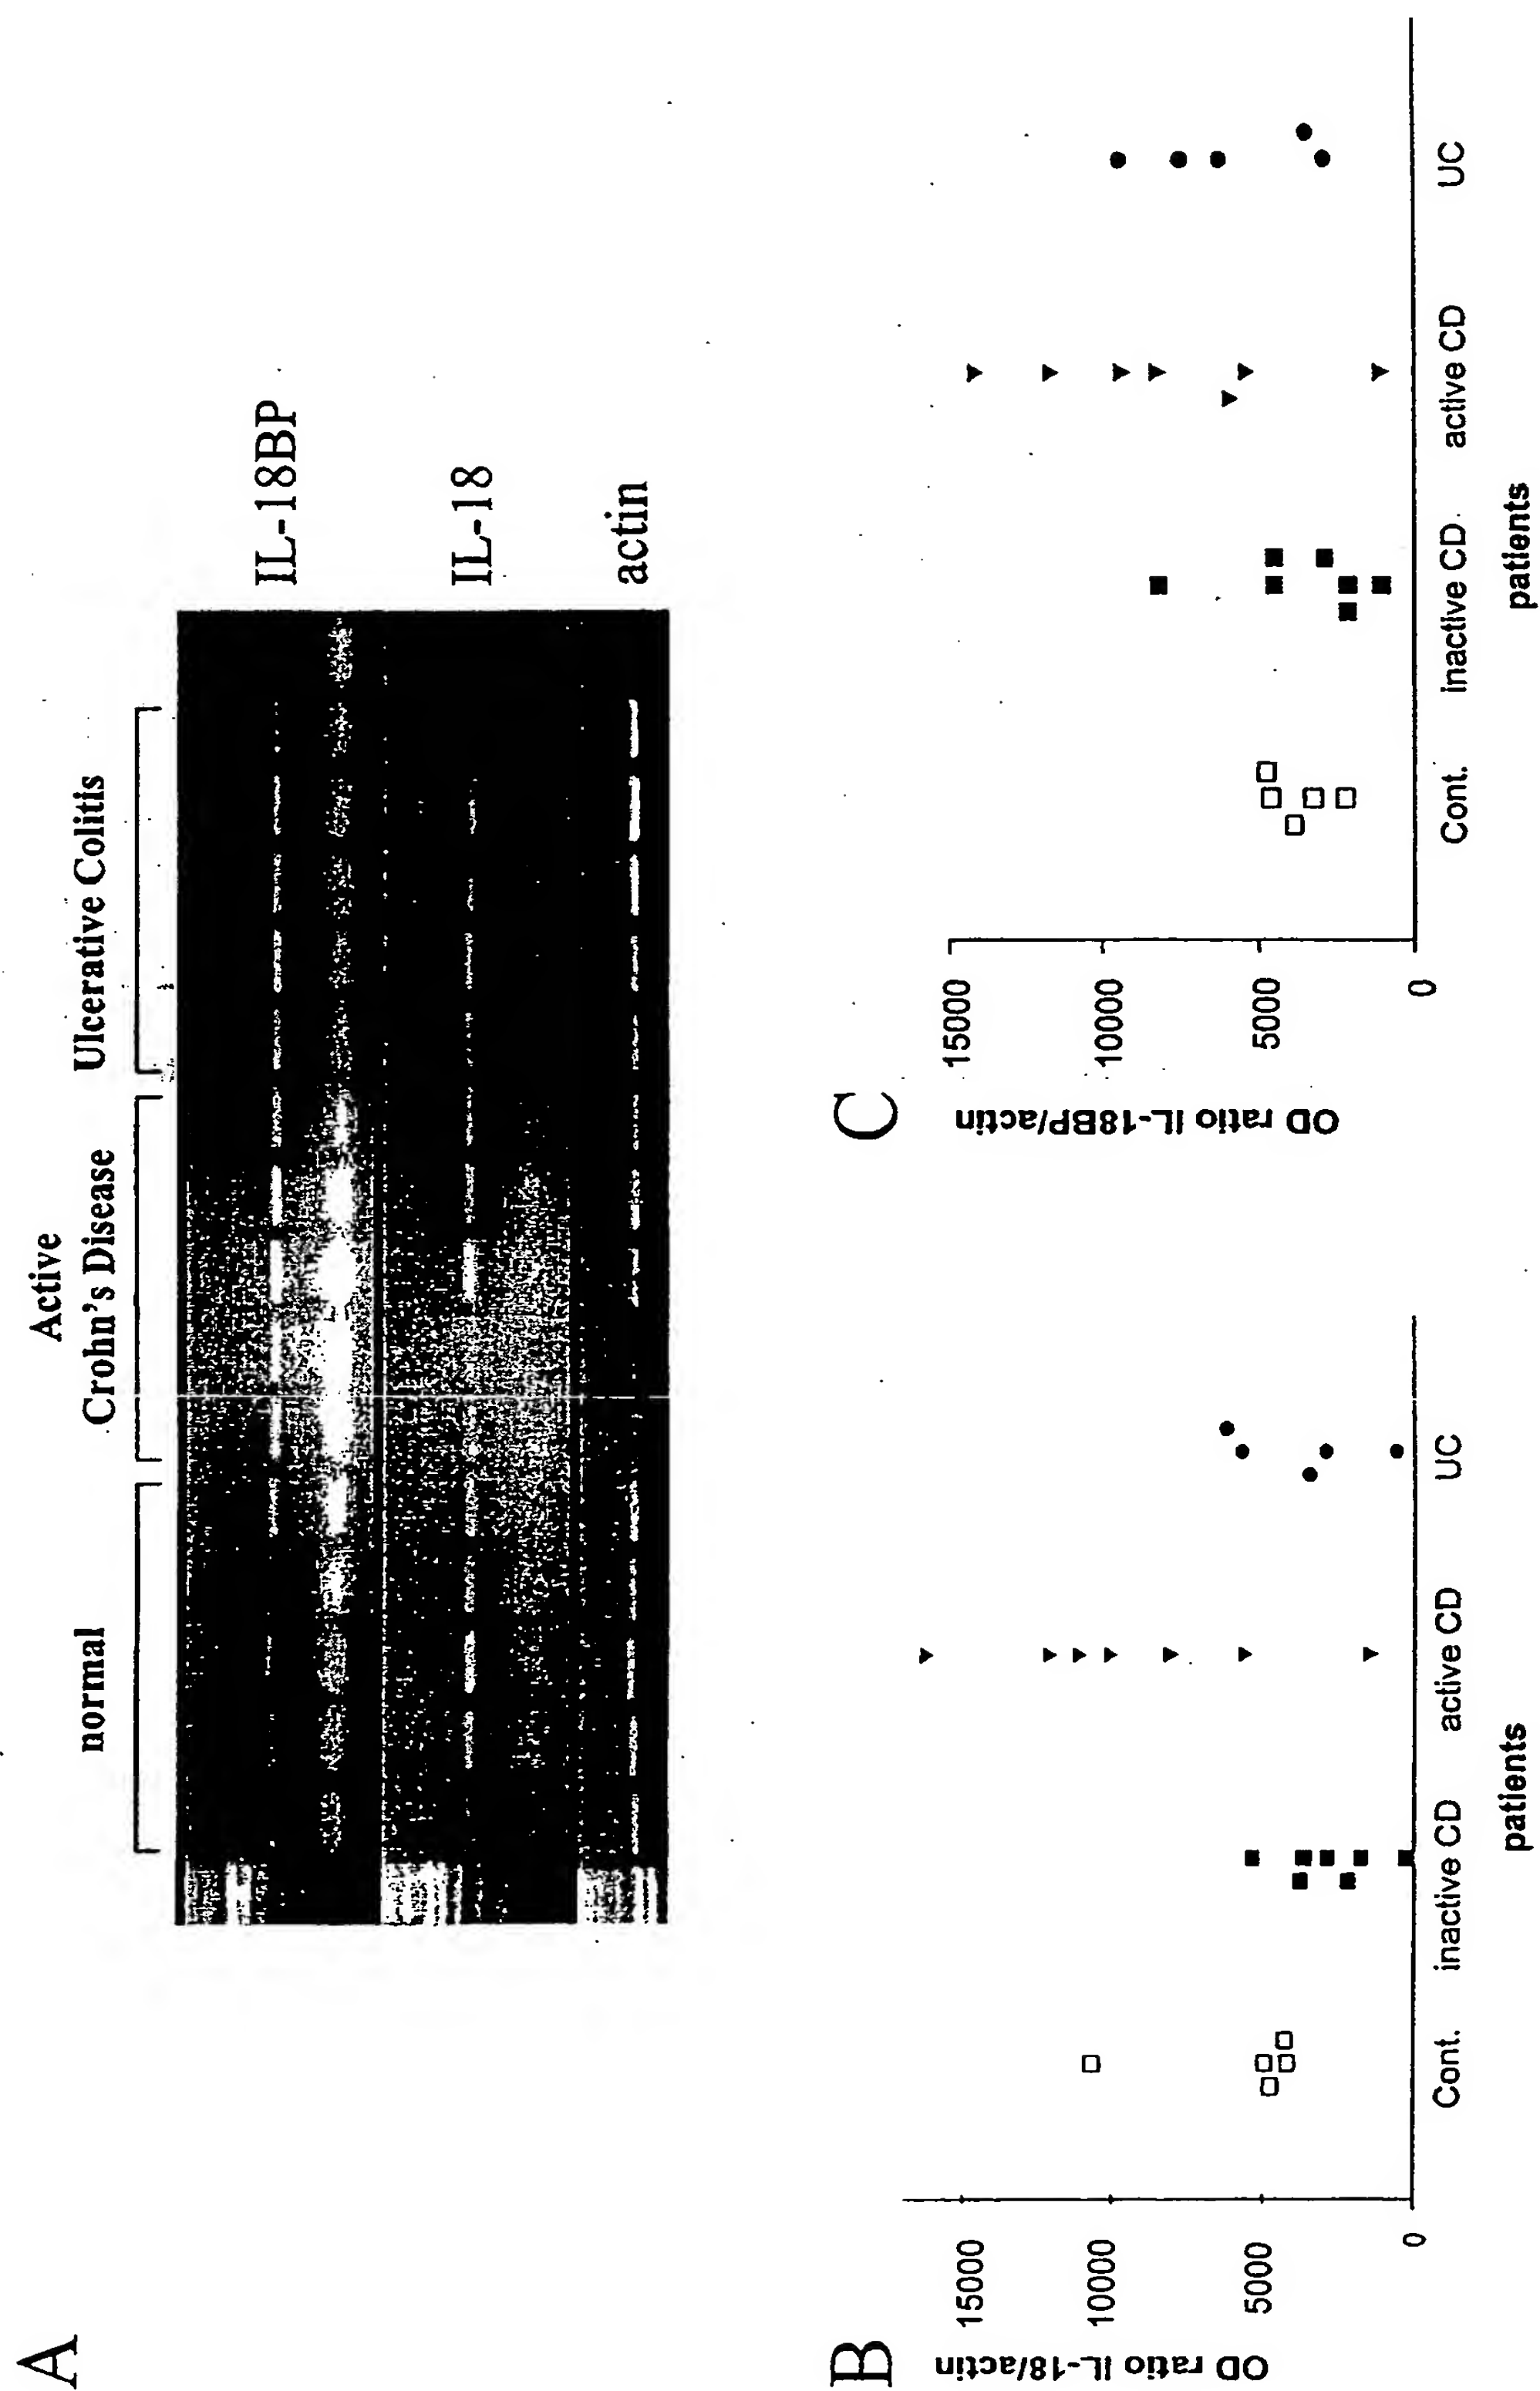 A
normal
Active
Crohn's Disease
Ulcerative Colitis
IL-18BP
IL-18
actin
B
OD ratio IL-18/actin
15000
10000
5000
0
Cont.
inactive CD
active CD
UC
patients
C
OD ratio IL-18BP/actin
15000
10000
5000
0
Cont.
inactive CD
active CD
UC
patients